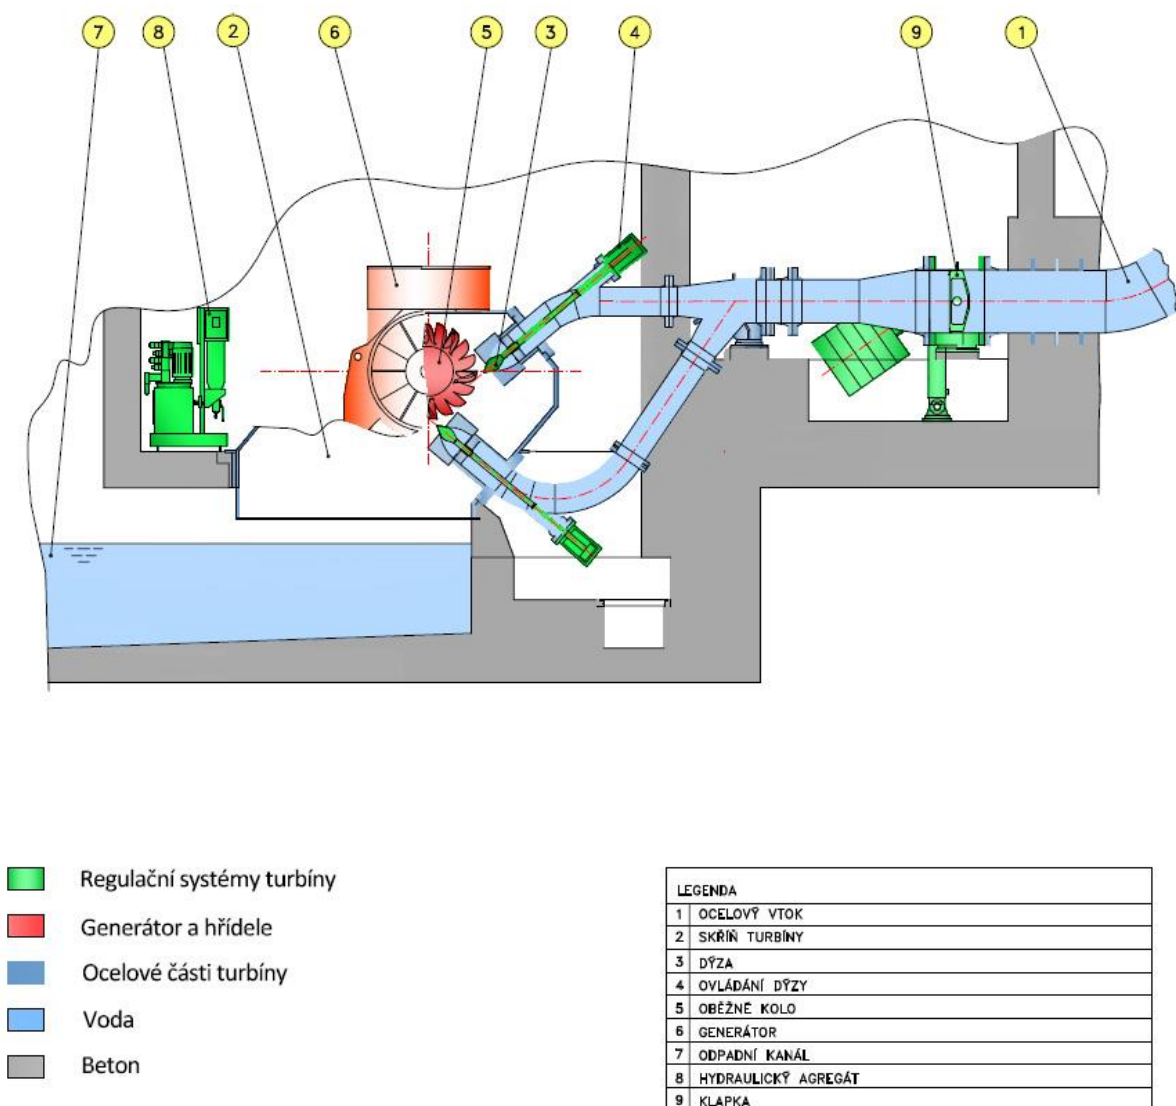 7 8 2 6 5 3 4 9 1
Regulační systémy turbíny
Generátor a hřídele
Ocelové části turbíny
Voda
Beton
LEGENDA
1 OCELOVÝ VTOK
2 SKŘÍŇ TURBÍNY
3 DÝZA
4 OVLÁDÁNÍ DÝZY
5 OBĚŽNÉ KOLO
6 GENERÁTOR
7 ODPADNÍ KANÁL
8 HYDRAULICKÝ AGREGÁT
9 KLAPKA